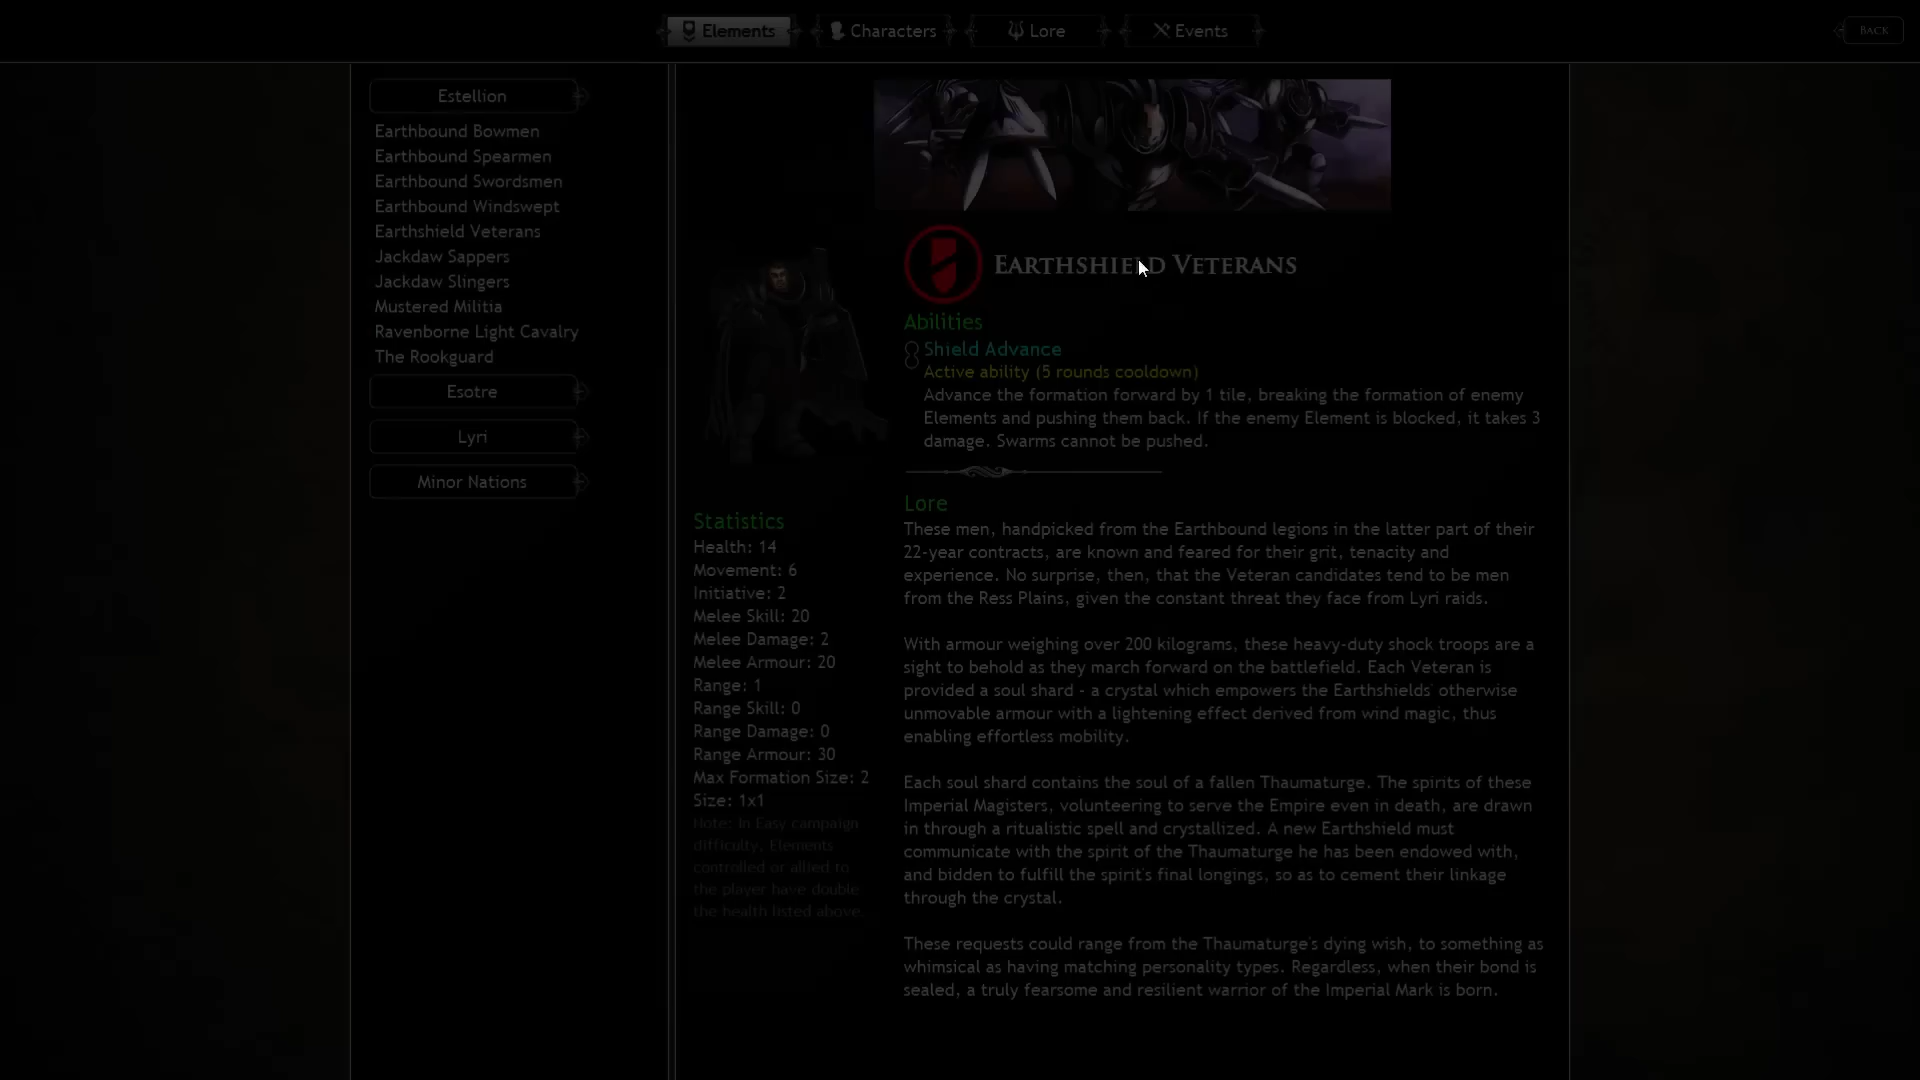 Elements
Characters
Lore
Events
BACK
Estellion
Earthbound Bowmen
Earthbound Spearmen
Earthbound Swordsmen
Earthbound Windswept
Earthshield Veterans
Jackdaw Sappers
Jackdaw Slingers
Mustered Militia
Ravenborne Light Cavalry
The Rookguard
Esotre
Lyri
Minor Nations
EARTHSHIELD VETERANS
Abilities
Shield Advance
Active ability (5 rounds cooldown)
Advance the formation forward by 1 tile, breaking the formation of enemy
Elements and pushing them back. If the enemy Element is blocked, it takes 3
damage. Swarms cannot be pushed.
Statistics
Health: 14
Movement: 6
Initiative: 2
Melee Skill: 20
Melee Damage: 2
Melee Armour: 20
Range: 1
Range Skill: 0
Range Damage: 0
Range Armour: 30
Max Formation Size: 2
Size: 1x1
Note: In Easy campaign
difficulty, Elements
controlled or allied to
the player have double
the health listed above.
Lore
These men, handpicked from the Earthbound legions in the latter part of their
22-year contracts, are known and feared for their grit, tenacity and
experience. No surprise, then, that the Veteran candidates tend to be men
from the Ress Plains, given the constant threat they face from Lyri raids.
With armour weighing over 200 kilograms, these heavy-duty shock troops are a
sight to behold as they march forward on the battlefield. Each Veteran is
provided a soul shard - a crystal which empowers the Earthshields' otherwise
unmovable armour with a lightening effect derived from wind magic, thus
enabling effortless mobility.
Each soul shard contains the soul of a fallen Thaumaturge. The spirits of these
Imperial Magisters, volunteering to serve the Empire even in death, are drawn
in through a ritualistic spell and crystallized. A new Earthshield must
communicate with the spirit of the Thaumaturge he has been endowed with,
and bidden to fulfill the spirit's final longings, so as to cement their linkage
through the crystal.
These requests could range from the Thaumaturge's dying wish, to something as
whimsical as having matching personality types. Regardless, when their bond is
sealed, a truly fearsome and resilient warrior of the Imperial Mark is born.